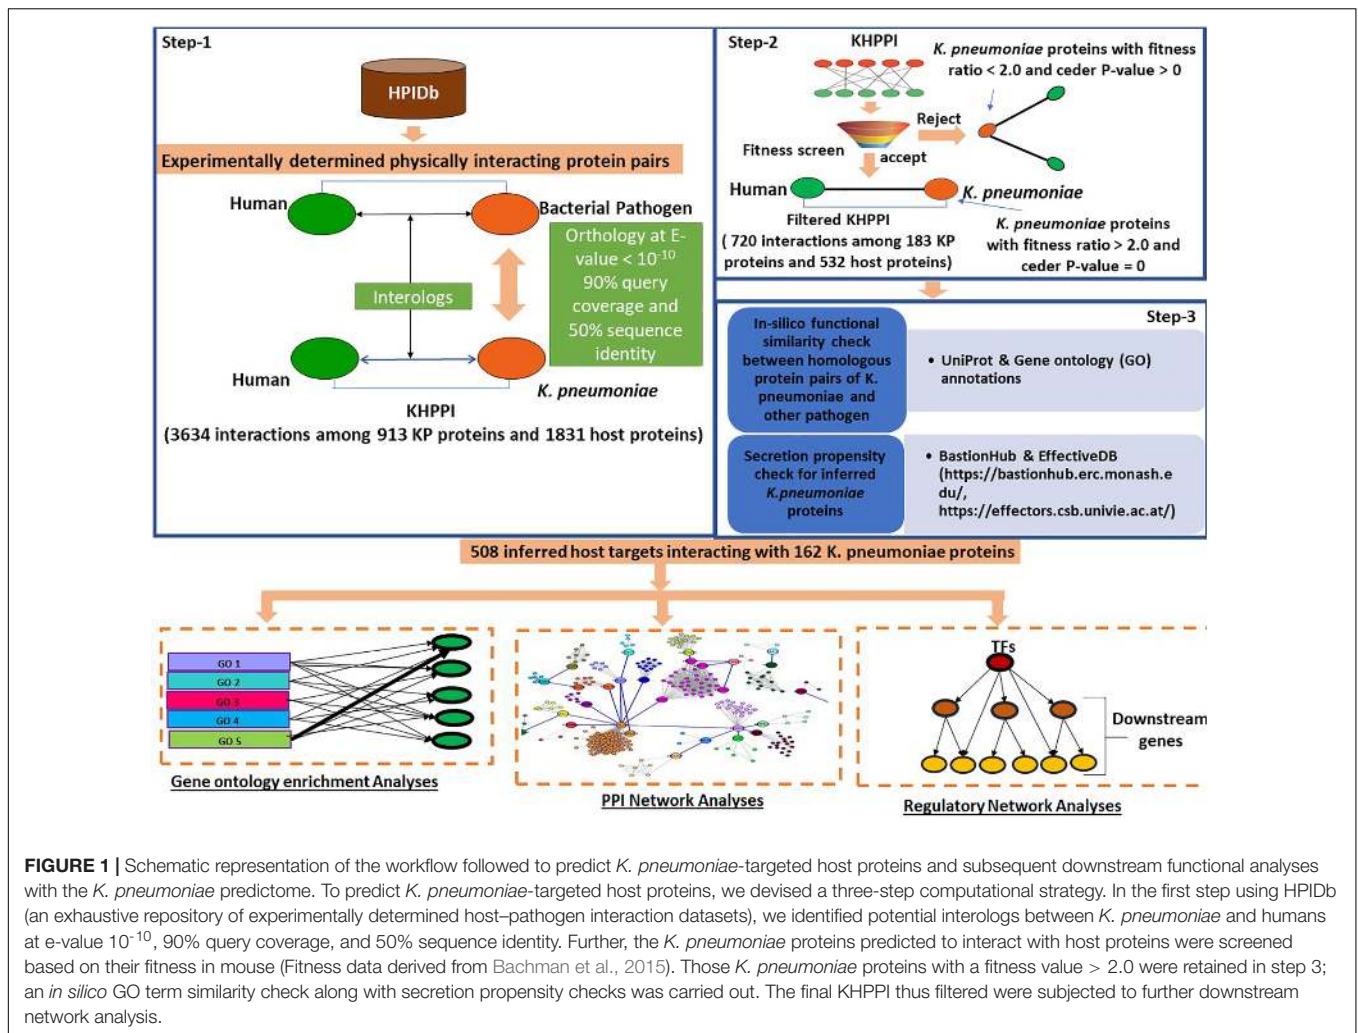 Step-1
HPIDb
Experimentally determined physically interacting protein pairs
Human
Bacterial Pathogen
Orthology at E-
value < 10-10
90% query
coverage and
50% sequence
identity
Interologs
Human
K. pneumoniae
KHPPI
(3634 interactions among 913 KP proteins and 1831 host proteins)
Step-2
KHPPI
K. pneumoniae proteins with fitness
ratio < 2.0 and ceder P-value > 0
Reject
Fitness screen
accept
Human
K. pneumoniae
Filtered KHPPI
( 720 interactions among 183 KP
proteins and 532 host proteins)
K. pneumoniae proteins
with fitness ratio > 2.0 and
ceder P-value = 0
Step-3
In-silico functional
similarity check
between homologous
protein pairs of K.
pneumoniae and
other pathogen
• UniProt & Gene ontology (GO)
annotations
Secretion propensity
check for inferred
K.pneumoniae
proteins
• BastionHub & EffectiveDB
(https://bastionhub.erc.monash.e
du/,
https://effectors.csb.univie.ac.at/)
508 inferred host targets interacting with 162 K. pneumoniae proteins
GO 1
GO 2
GO 3
GO 4
GO 5
Gene ontology enrichment Analyses
PPI Network Analyses
TFs
Downstream
genes
Regulatory Network Analyses
FIGURE 1 | Schematic representation of the workflow followed to predict K. pneumoniae-targeted host proteins and subsequent downstream functional analyses
with the K. pneumoniae predictome. To predict K. pneumoniae-targeted host proteins, we devised a three-step computational strategy. In the first step using HPIDb
(an exhaustive repository of experimentally determined host–pathogen interaction datasets), we identified potential interologs between K. pneumoniae and humans
at e-value 10-10, 90% query coverage, and 50% sequence identity. Further, the K. pneumoniae proteins predicted to interact with host proteins were screened
based on their fitness in mouse (Fitness data derived from Bachman et al., 2015). Those K. pneumoniae proteins with a fitness value > 2.0 were retained in step 3;
an in silico GO term similarity check along with secretion propensity checks was carried out. The final KHPPI thus filtered were subjected to further downstream
network analysis.